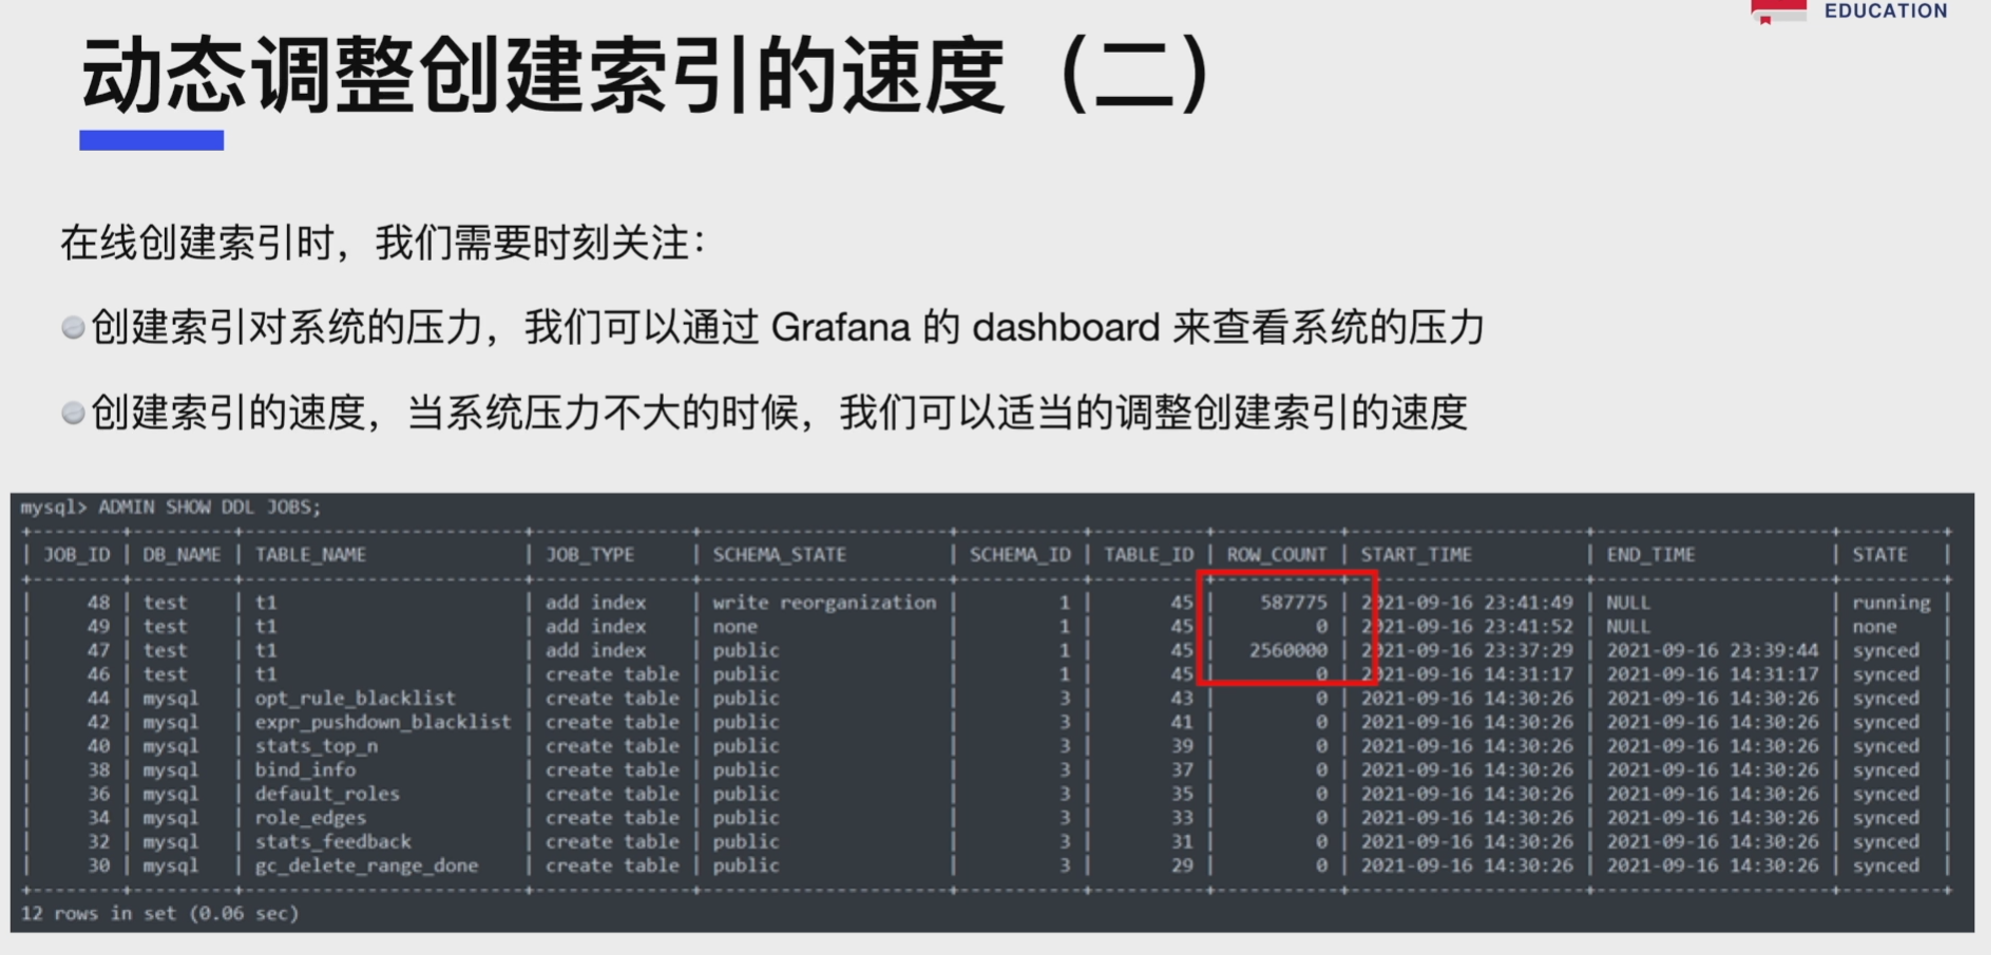 EDUCATION
动态调整创建索引的速度（二）
在线创建索引时，我们需要时刻关注：
创建索引对系统的压力，我们可以通过 Grafana 的 dashboard 来查看系统的压力
创建索引的速度，当系统压力不大的时候，我们可以适当的调整创建索引的速度
mysql> ADMIN SHOW DDL JOBS;
| JOB_ID | DB_NAME | TABLE_NAME | JOB_TYPE | SCHEMA_STATE | SCHEMA_ID | TABLE_ID | ROW_COUNT | START_TIME | END_TIME | STATE |
| 48 | test | t1 | add index | write reorganization | 1 | 45 | 587775 | 2021-09-16 23:41:49 | NULL | running |
| 49 | test | t1 | add index | none | 1 | 45 | 0 | 2021-09-16 23:41:52 | NULL | none |
| 47 | test | t1 | add index | public | 1 | 45 | 2560000 | 2021-09-16 23:37:29 | 2021-09-16 23:39:44 | synced |
| 46 | test | t1 | create table | public | 1 | 45 | 0 | 2021-09-16 14:31:17 | 2021-09-16 14:31:17 | synced |
| 44 | mysql | opt_rule_blacklist | create table | public | 3 | 43 | 0 | 2021-09-16 14:30:26 | 2021-09-16 14:30:26 | synced |
| 42 | mysql | expr_pushdown_blacklist | create table | public | 3 | 41 | 0 | 2021-09-16 14:30:26 | 2021-09-16 14:30:26 | synced |
| 40 | mysql | stats_top_n | create table | public | 3 | 39 | 0 | 2021-09-16 14:30:26 | 2021-09-16 14:30:26 | synced |
| 38 | mysql | bind_info | create table | public | 3 | 37 | 0 | 2021-09-16 14:30:26 | 2021-09-16 14:30:26 | synced |
| 36 | mysql | default_roles | create table | public | 3 | 35 | 0 | 2021-09-16 14:30:26 | 2021-09-16 14:30:26 | synced |
| 34 | mysql | role_edges | create table | public | 3 | 33 | 0 | 2021-09-16 14:30:26 | 2021-09-16 14:30:26 | synced |
| 32 | mysql | stats_feedback | create table | public | 3 | 31 | 0 | 2021-09-16 14:30:26 | 2021-09-16 14:30:26 | synced |
| 30 | mysql | gc_delete_range_done | create table | public | 3 | 29 | 0 | 2021-09-16 14:30:26 | 2021-09-16 14:30:26 | synced |
12 rows in set (0.06 sec)